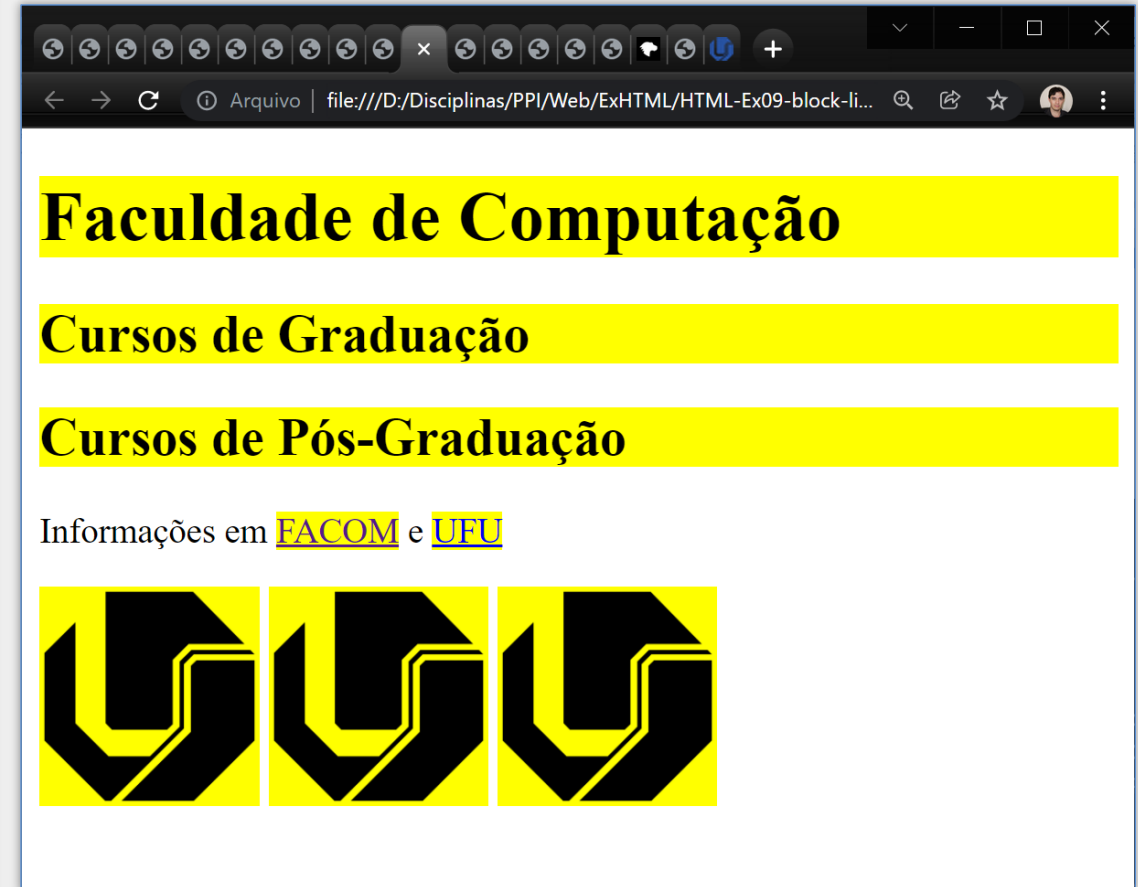 Arquivo | file:///D:/Disciplinas/PPI/Web/ExHTML/HTML-Ex09-block-li...
Faculdade de Computação
Cursos de Graduação
Cursos de Pós-Graduação
Informações em FACOM e UFU